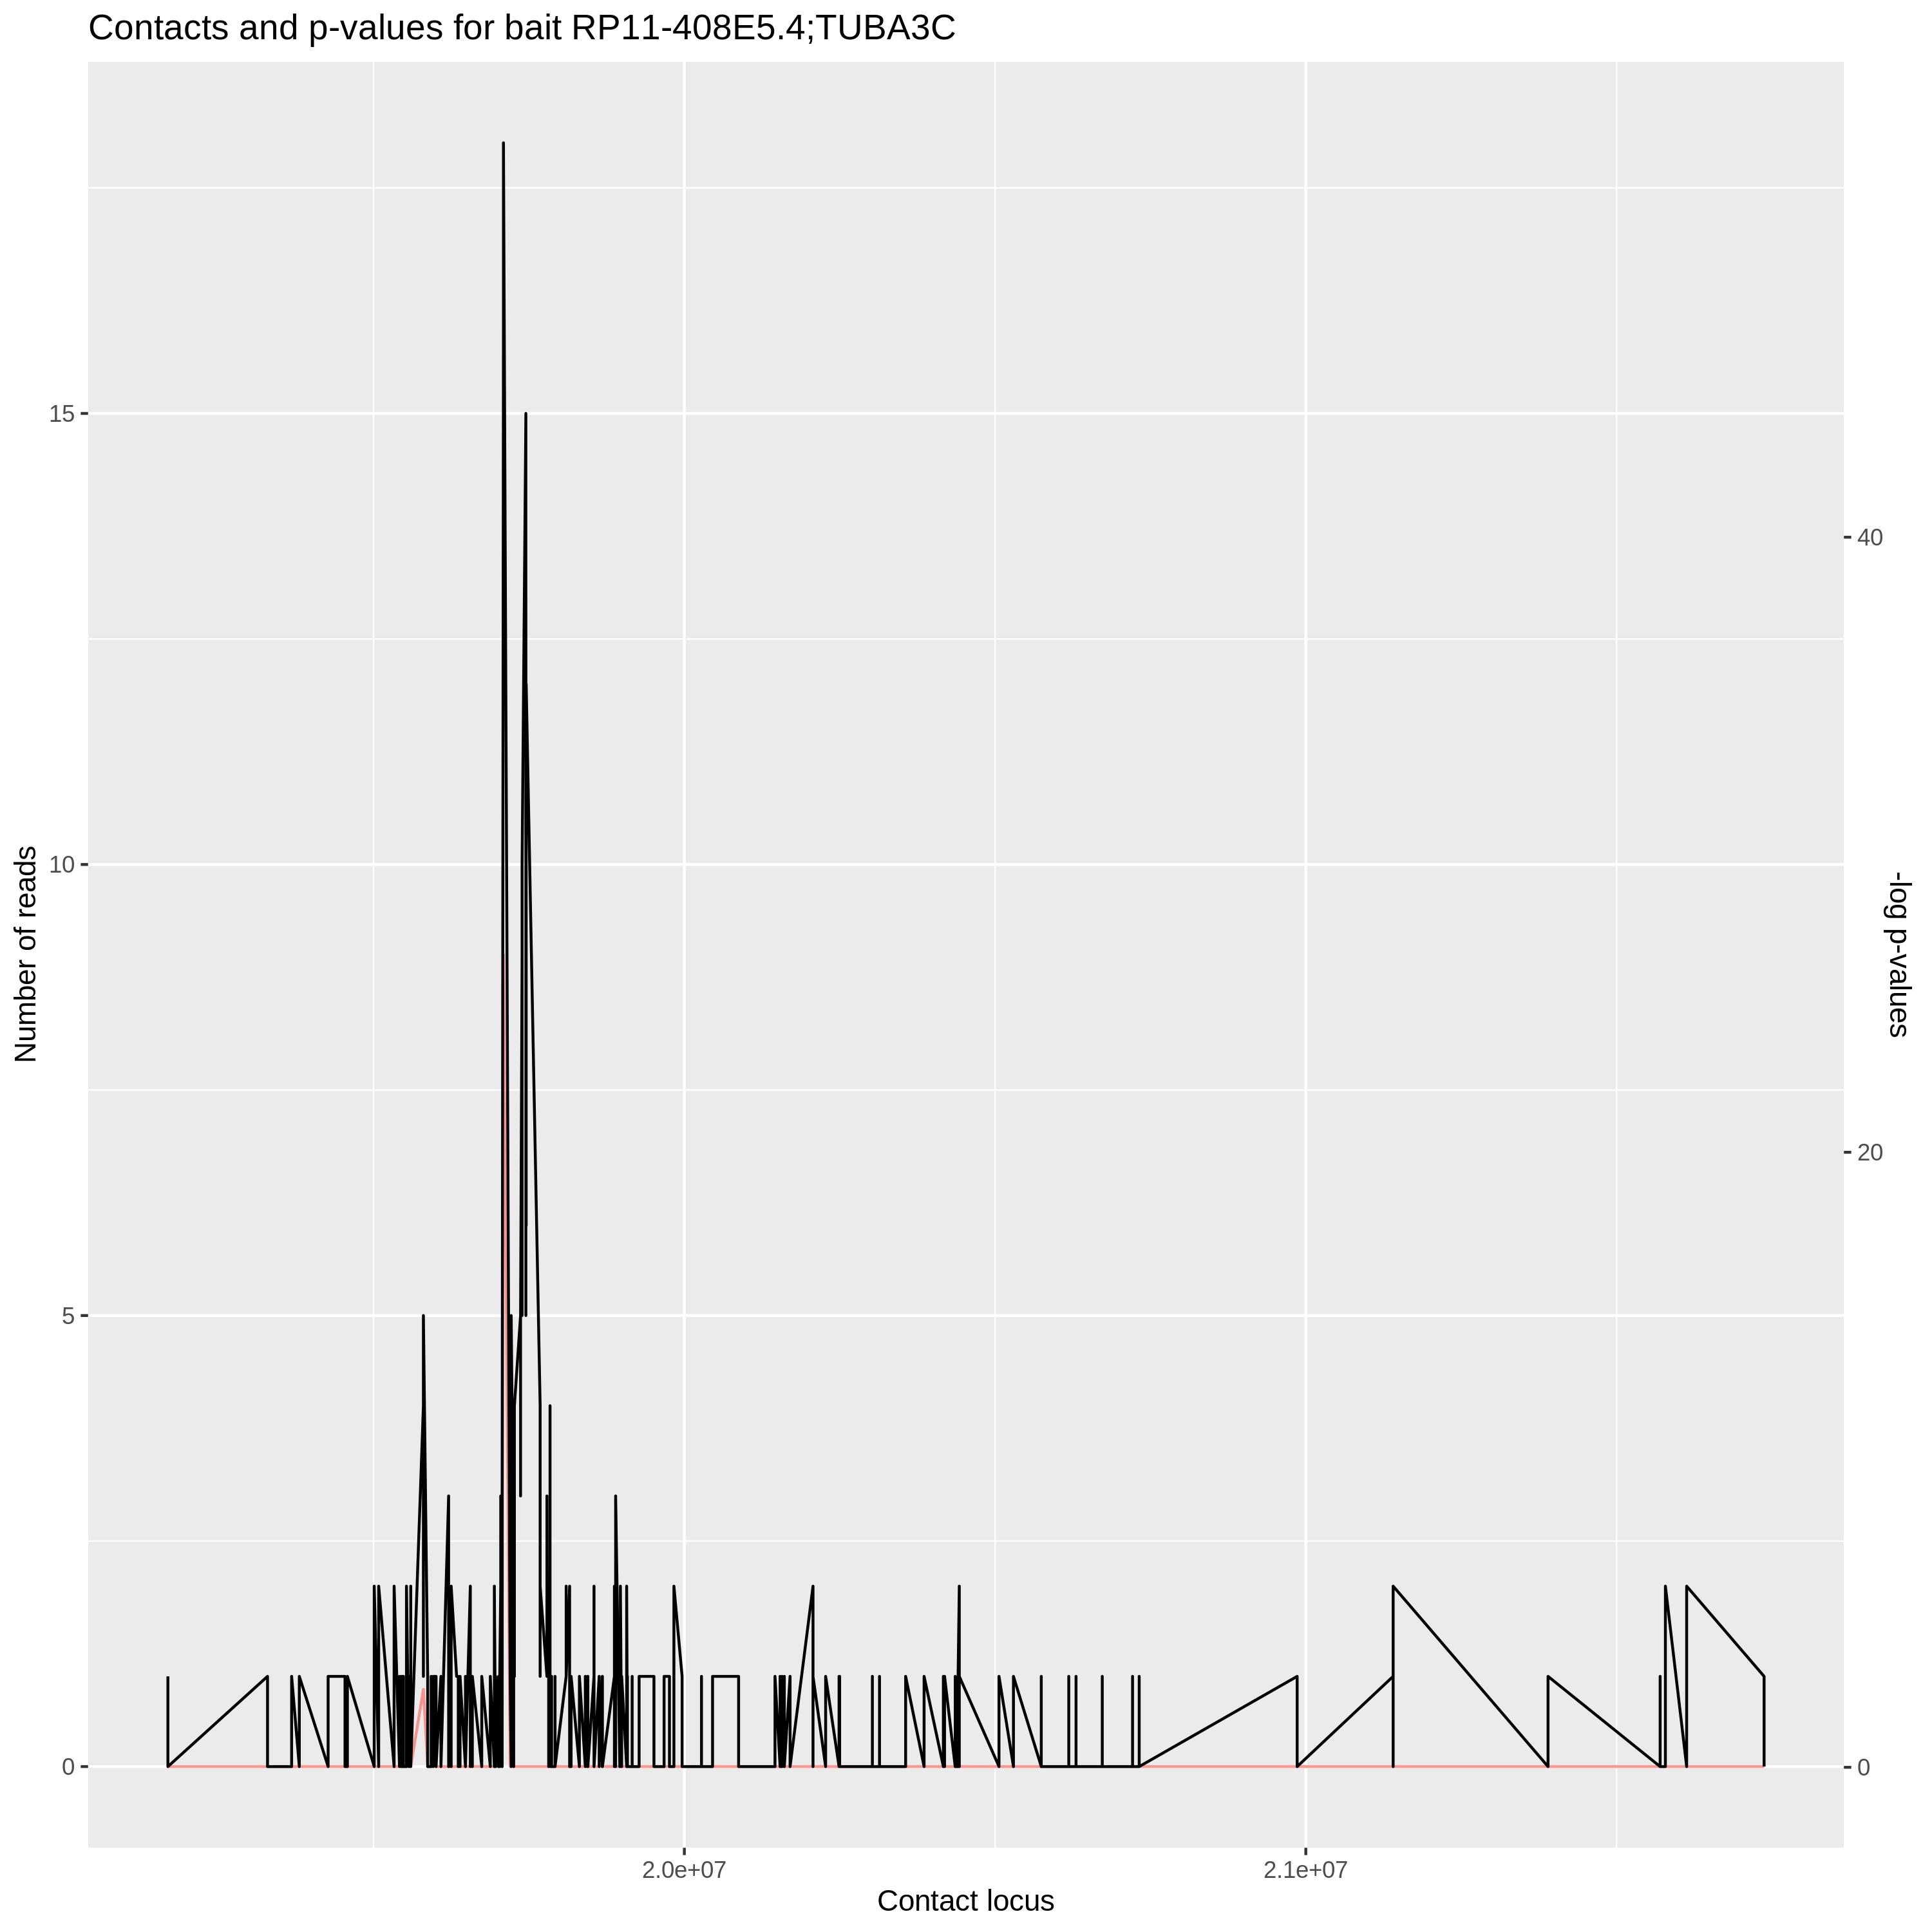 Contacts and p-values for bait RP11-408E5.4;TUBA3C
15
10
5
0
Number of reads
40
20
0
-log p-values
2.0e+07
2.1e+07
Contact locus